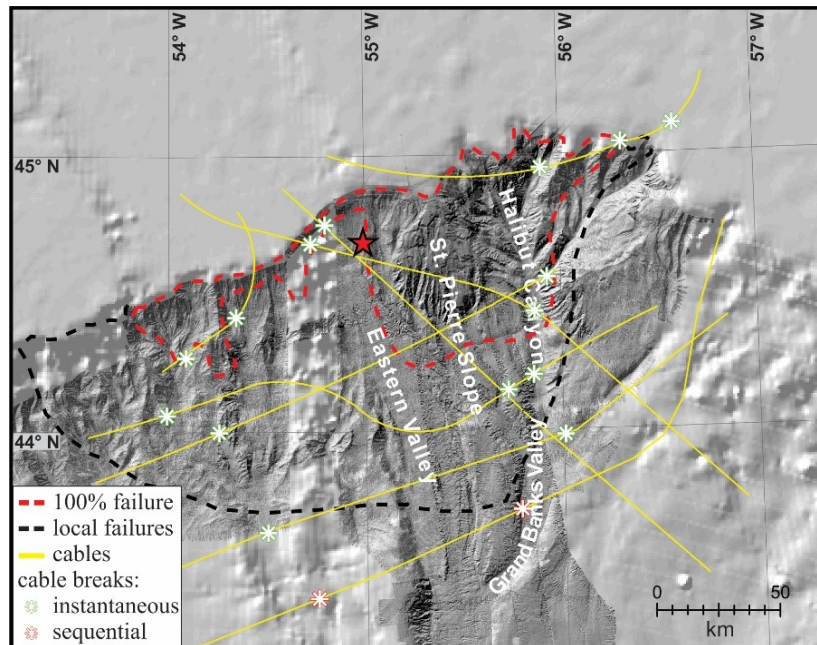 54° W
55° W
56° W
57° W
45° N
44° N
Halibut Canyon
St. Pierre Slope
Eastern Valley
Grand Banks Valley
100% failure
local failures
cables
cable breaks:
instantaneous
sequential
0 50
km